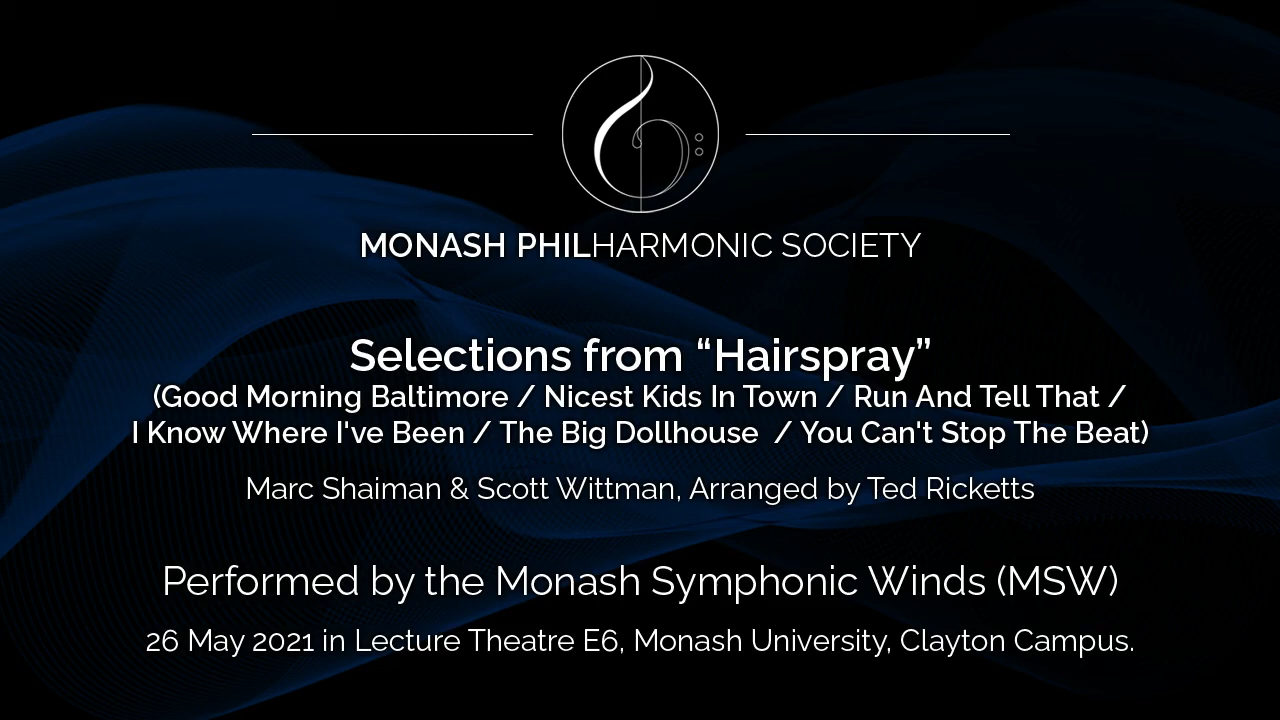 MONASH PHILHARMONIC SOCIETY
Selections from “Hairspray”
(Good Morning Baltimore / Nicest Kids In Town / Run And Tell That /
I Know Where I've Been / The Big Dollhouse  / You Can't Stop The Beat)
Marc Shaiman & Scott Wittman, Arranged by Ted Ricketts
Performed by the Monash Symphonic Winds (MSW)
26 May 2021 in Lecture Theatre E6, Monash University, Clayton Campus.